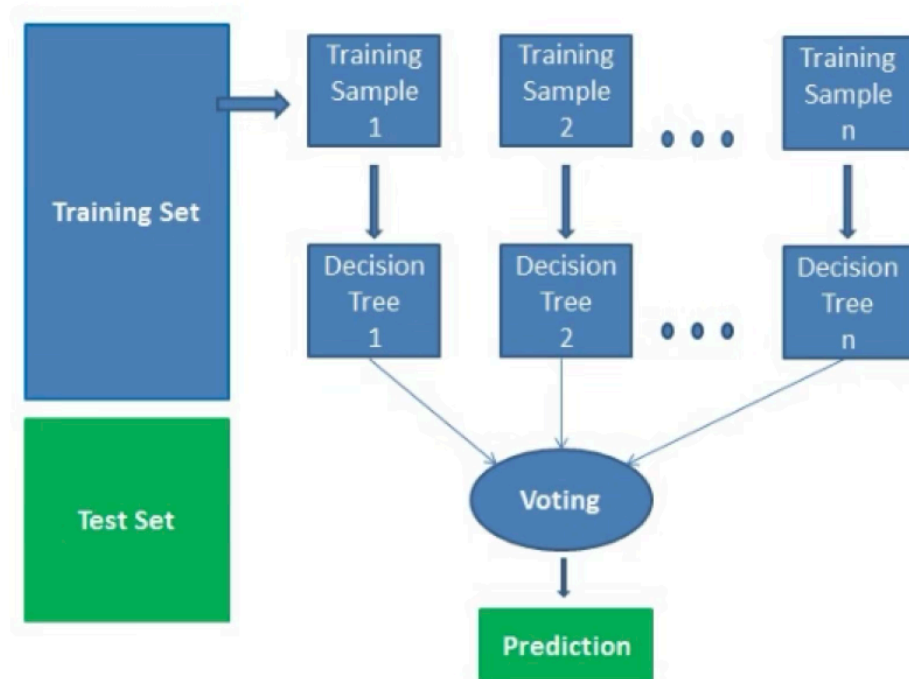 Training Set
Test Set
Training
Sample
1
Training
Sample
2
Training
Sample
n
Decision
Tree
1
Decision
Tree
2
Decision
Tree
n
Voting
Prediction